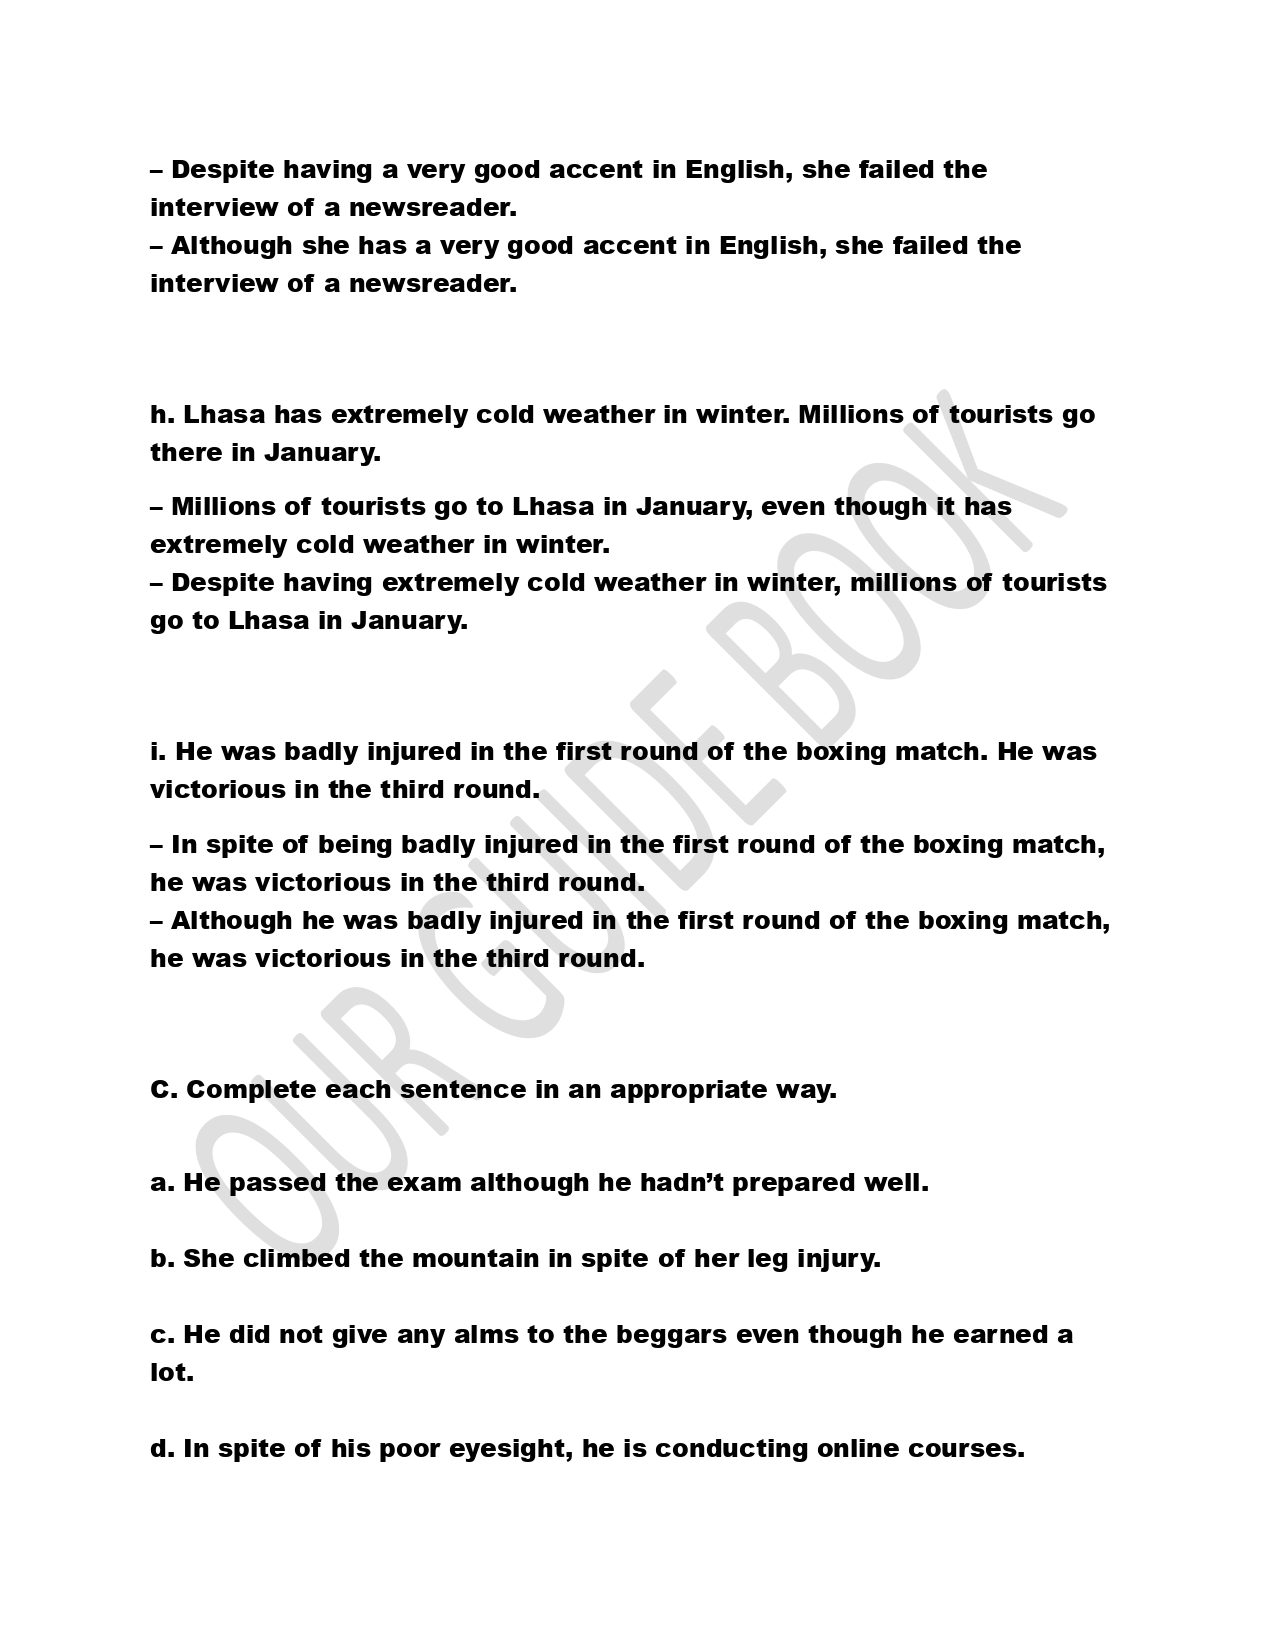 – Despite having a very good accent in English, she failed the
interview of a newsreader.
– Although she has a very good accent in English, she failed the
interview of a newsreader.
h. Lhasa has extremely cold weather in winter. Millions of tourists go
there in January.
– Millions of tourists go to Lhasa in January, even though it has
extremely cold weather in winter.
– Despite having extremely cold weather in winter, millions of tourists
go to Lhasa in January.
i. He was badly injured in the first round of the boxing match. He was
victorious in the third round.
– In spite of being badly injured in the first round of the boxing match,
he was victorious in the third round.
– Although he was badly injured in the first round of the boxing match,
he was victorious in the third round.
C. Complete each sentence in an appropriate way.
a. He passed the exam although he hadn’t prepared well.
b. She climbed the mountain in spite of her leg injury.
c. He did not give any alms to the beggars even though he earned a
lot.
d. In spite of his poor eyesight, he is conducting online courses.
OUR GUIDE BOOK